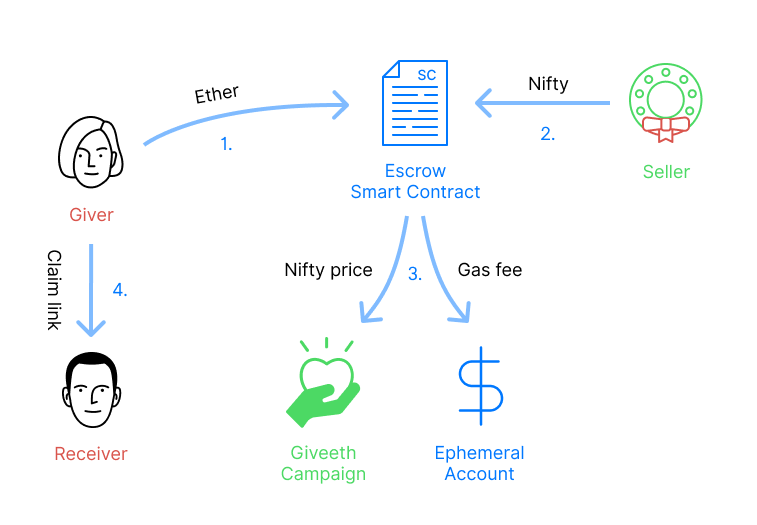 Ether
1.
SC
Nifty
2.
Escrow
Smart Contract
Seller
Giver
Claim link
4.
Nifty price
3.
Gas fee
Receiver
Giveeth
Campaign
Ephemeral
Account